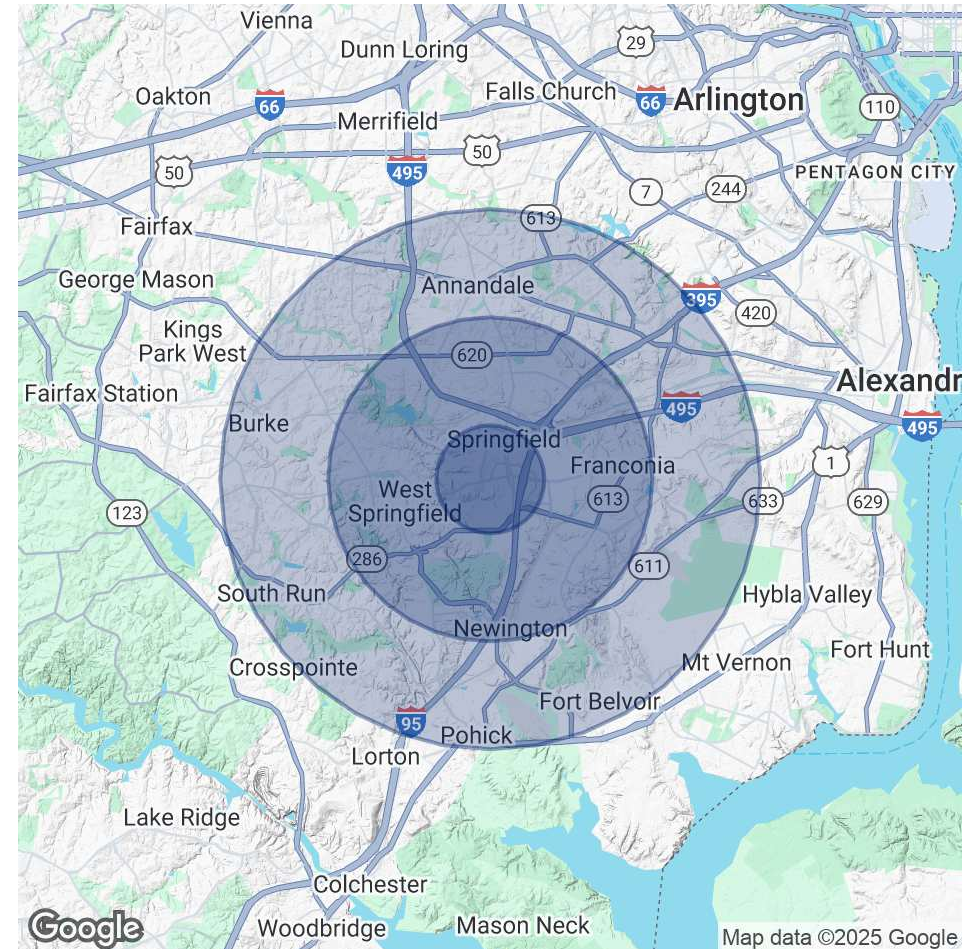 Vienna
Dunn Loring
29
Oakton
66
Falls Church
66
Arlington
110
Merrifield
50
50
495
PENTAGON CITY
7
244
Fairfax
613
George Mason
Annandale
395
420
Kings
Park West
620
Fairfax Station
Alexandr
495
495
Burke
Springfield
Franconia
1
West
Springfield
613
633
629
123
286
611
South Run
Hybla Valley
Newington
Fort Hunt
Crosspointe
Mt Vernon
Fort Belvoir
95
Pohick
Lorton
Lake Ridge
Colchester
Woodbridge
Mason Neck
Google
Map data ©2025 Google